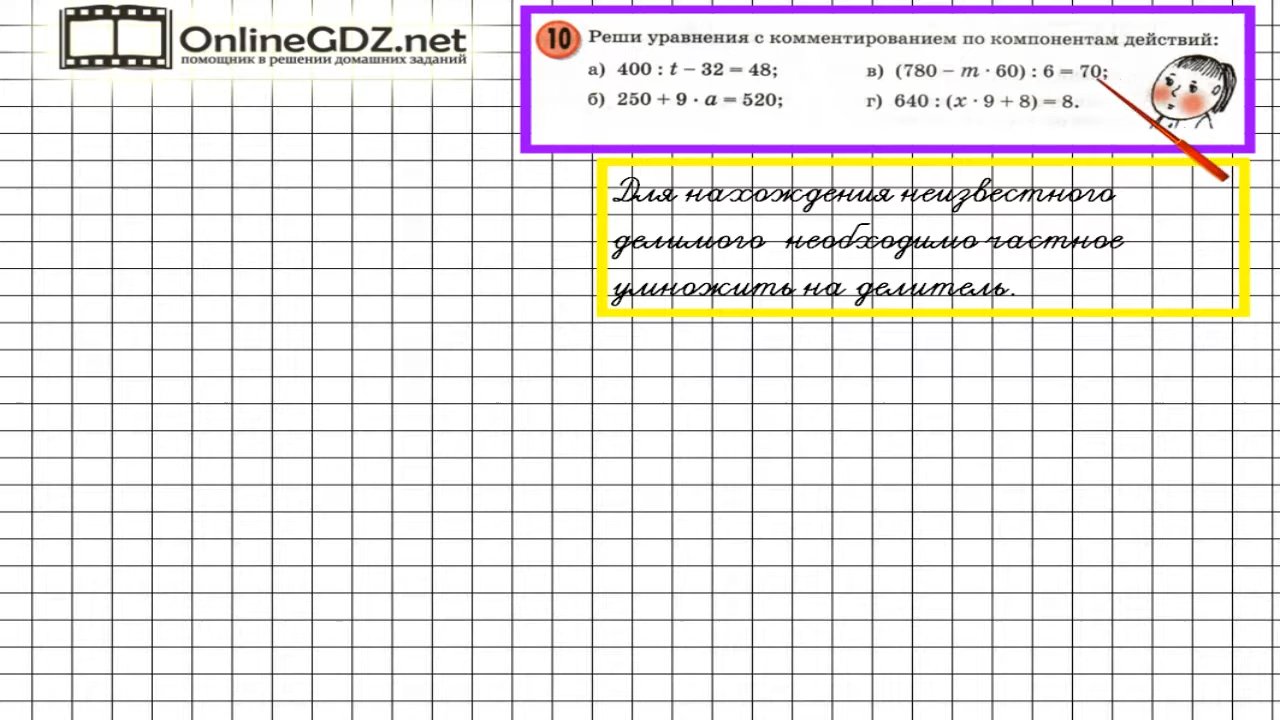 OnlineGDZ.net
помощник в решении домашних заданий
10 Реши уравнения с комментированием по компонентам действий:
а) 400 : t − 32 = 48; в) (780 − m · 60) : 6 = 70;
б) 250 + 9 · a = 520; г) 640 : (x · 9 + 8) = 8.
Для нахождения неизвестного
делимого необходимо частное
умножить на делитель.